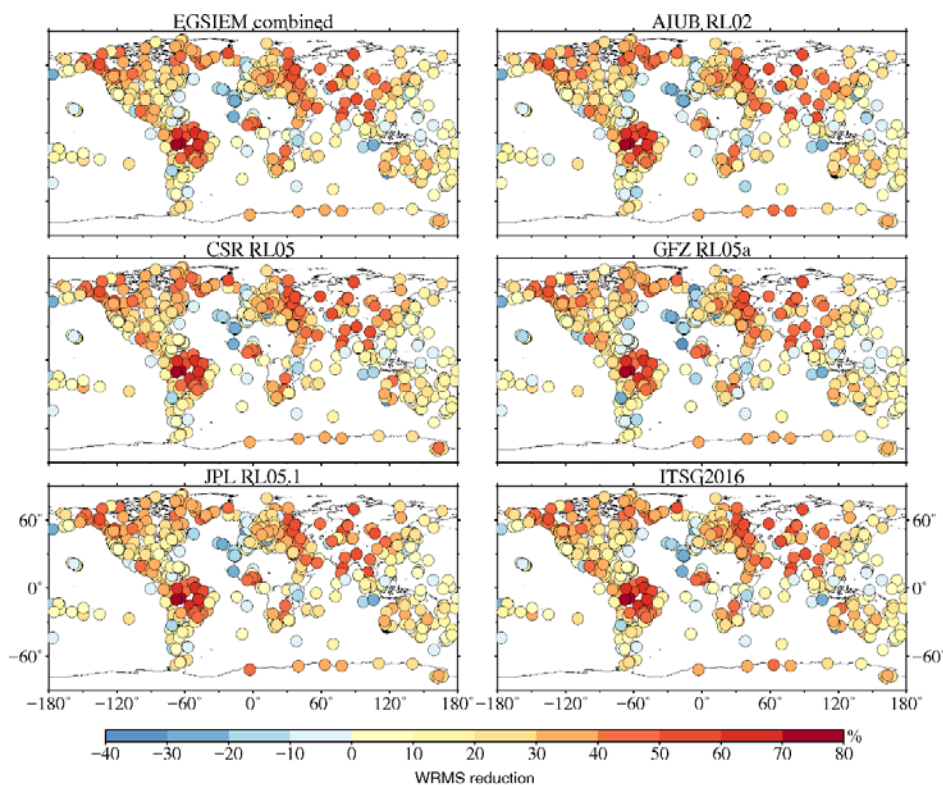 EGSIEM combined AIUB RL02
CSR RL05 GFZ RL05a
JPL RL05.1 ITSG2016
60° 60°
0° 0°
−60° −60°
−180° −120° −60° 0° 60° 120° 180° −180° −120° −60° 0° 60° 120° 180°
−40 −30 −20 −10 0 10 20 30 40 50 60 70 80 %
WRMS reduction